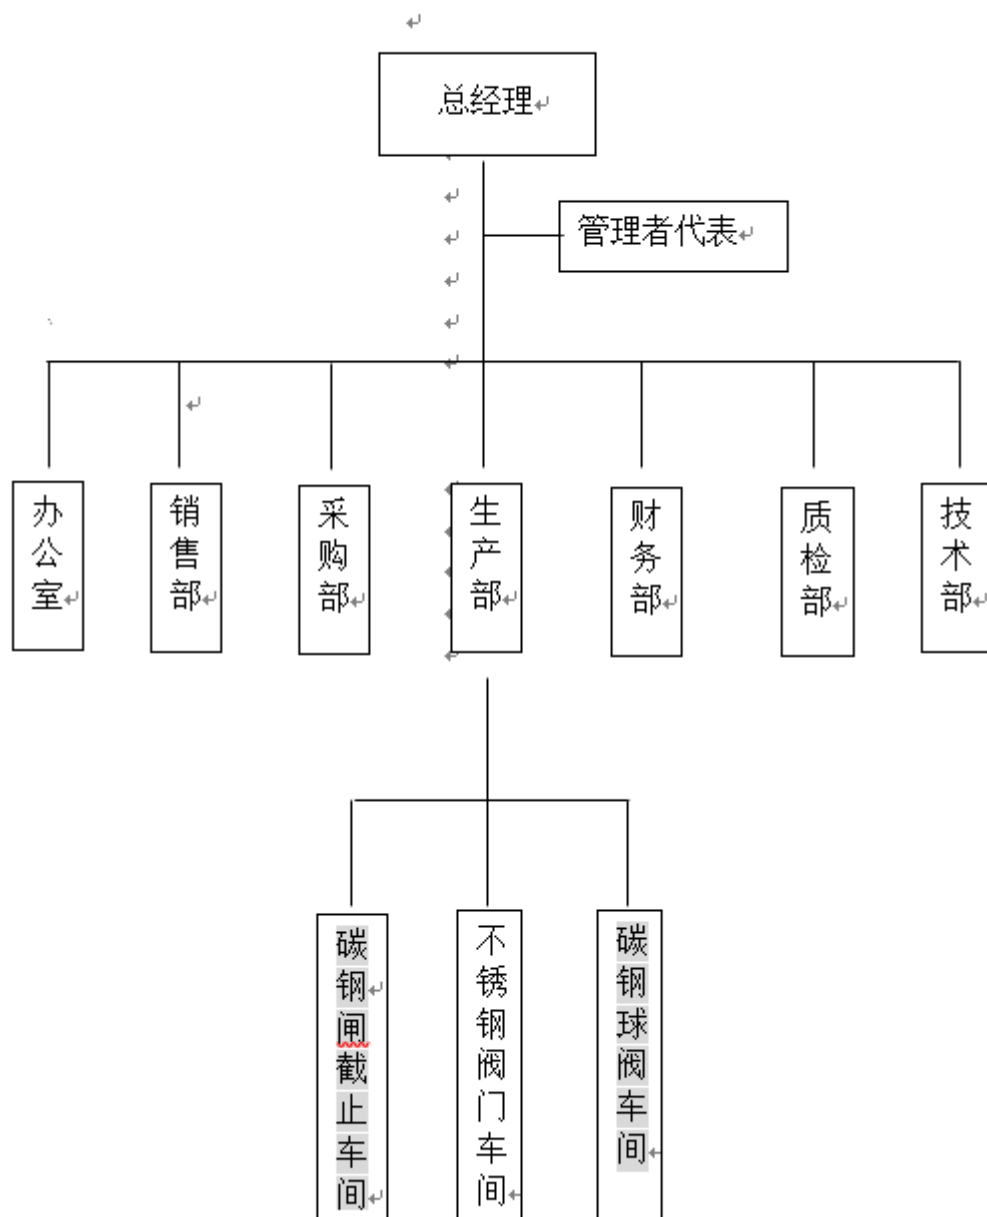 总经理
管理者代表
办公室
销售部
采购部
生产部
财务部
质检部
技术部
碳钢闸截止车间
不锈钢阀门车间
碳钢球阀车间